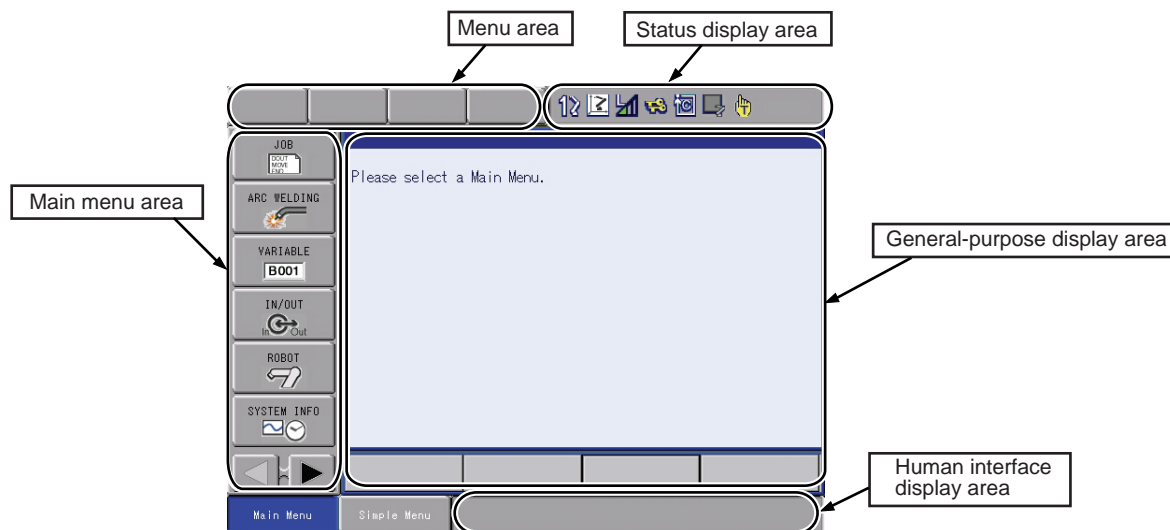 Menu area
Status display area
JOB
DOUT
MOVE
END
Please select a Main Menu.
Main menu area
ARC WELDING
VARIABLE
B001
General-purpose display area
IN/OUT
In Out
ROBOT
SYSTEM INFO
Human interface
display area
Main Menu
Simple Menu